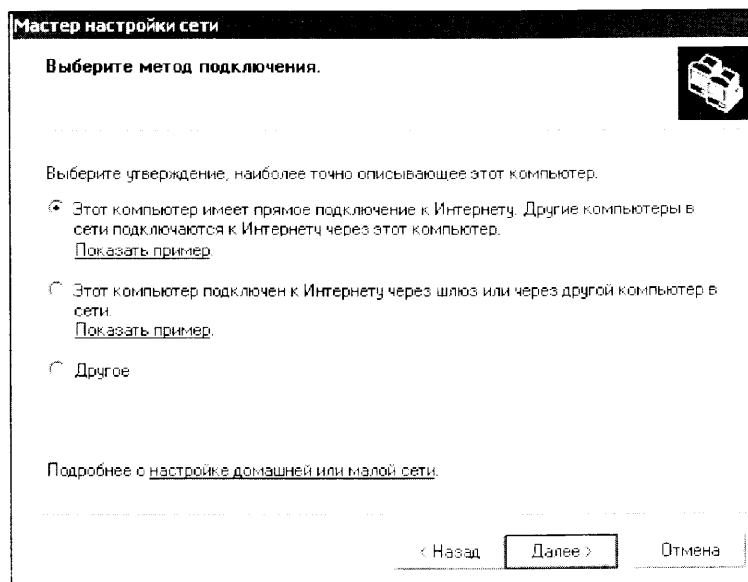 Мастер настройки сети
Выберите метод подключения.
Выберите утверждение, наиболее точно описывающее этот компьютер.
Этот компьютер имеет прямое подключение к Интернету. Другие компьютеры в
сети подключаются к Интернету через этот компьютер.
Показать пример.
Этот компьютер подключен к Интернету через шлюз или через другой компьютер в
сети.
Показать пример.
Другое
Подробнее о настройке домашней или малой сети.
< Назад Далее > Отмена